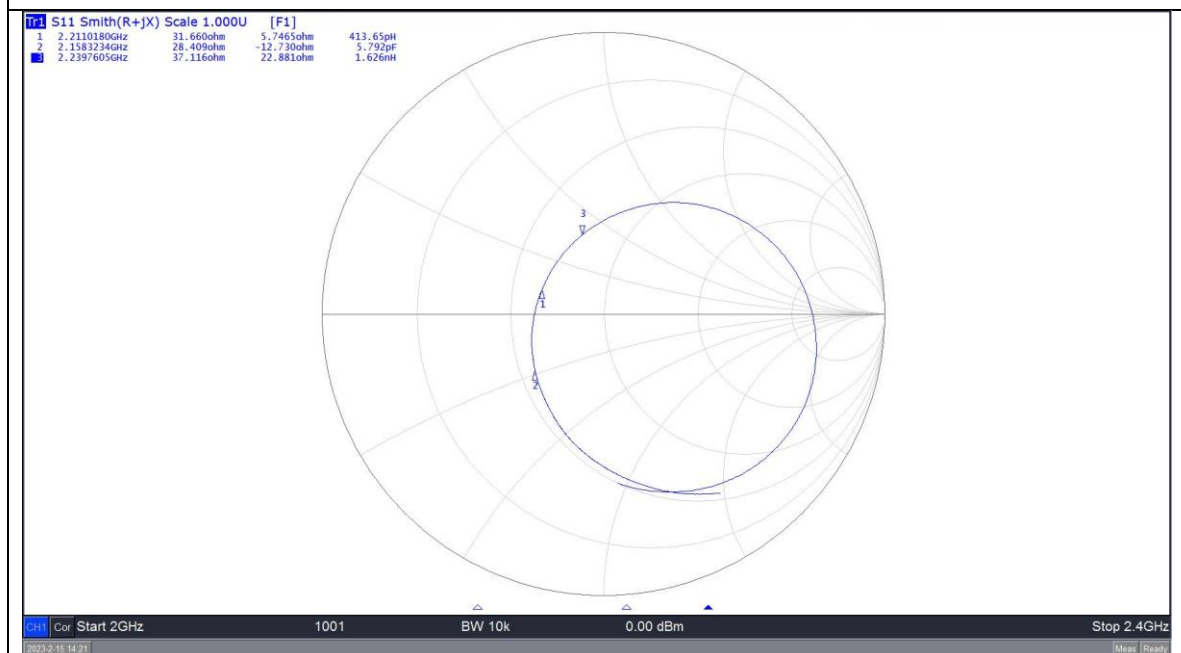 Tr1 S11 Smith(R+jX) Scale 1.000U [F1]
1 2.2110180GHz 31.660ohm 5.7465ohm 413.65pH
2 2.1583234GHz 28.409ohm -12.730ohm 5.792pF
3 2.2397605GHz 37.116ohm 22.881ohm 1.626nH
3
1
2
CH1 Cor Start 2GHz 1001 BW 10k 0.00 dBm Stop 2.4GHz
2023-2-15 14:21 Meas Ready